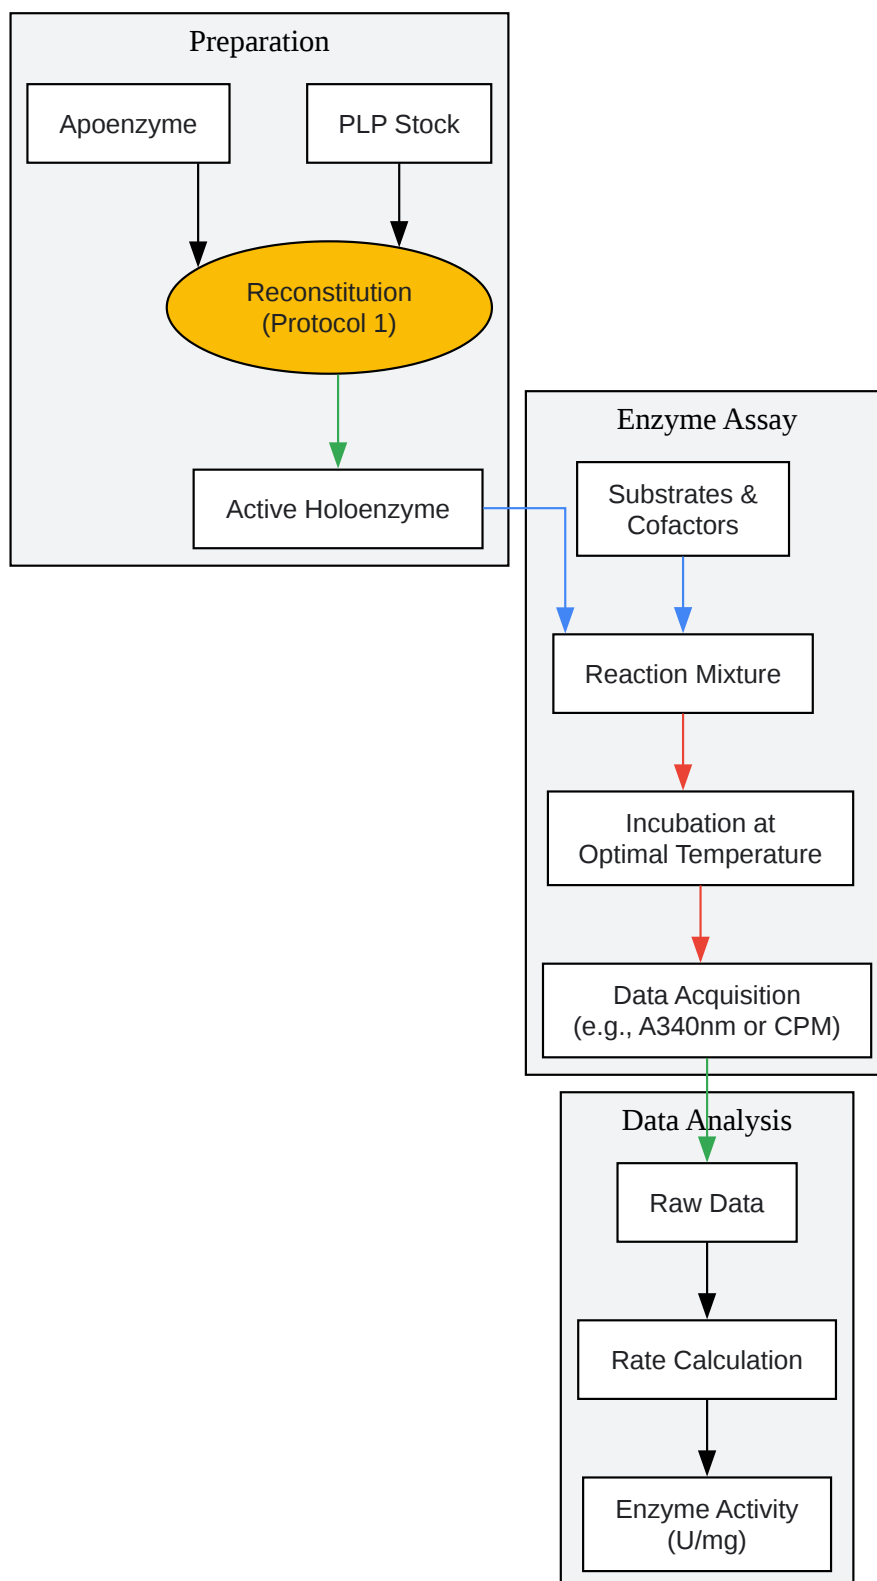 Preparation
Apoenzyme
PLP Stock
Reconstitution
(Protocol 1)
Active Holoenzyme
Enzyme Assay
Substrates &
Cofactors
Reaction Mixture
Incubation at
Optimal Temperature
Data Acquisition
(e.g., A340nm or CPM)
Data Analysis
Raw Data
Rate Calculation
Enzyme Activity
(U/mg)